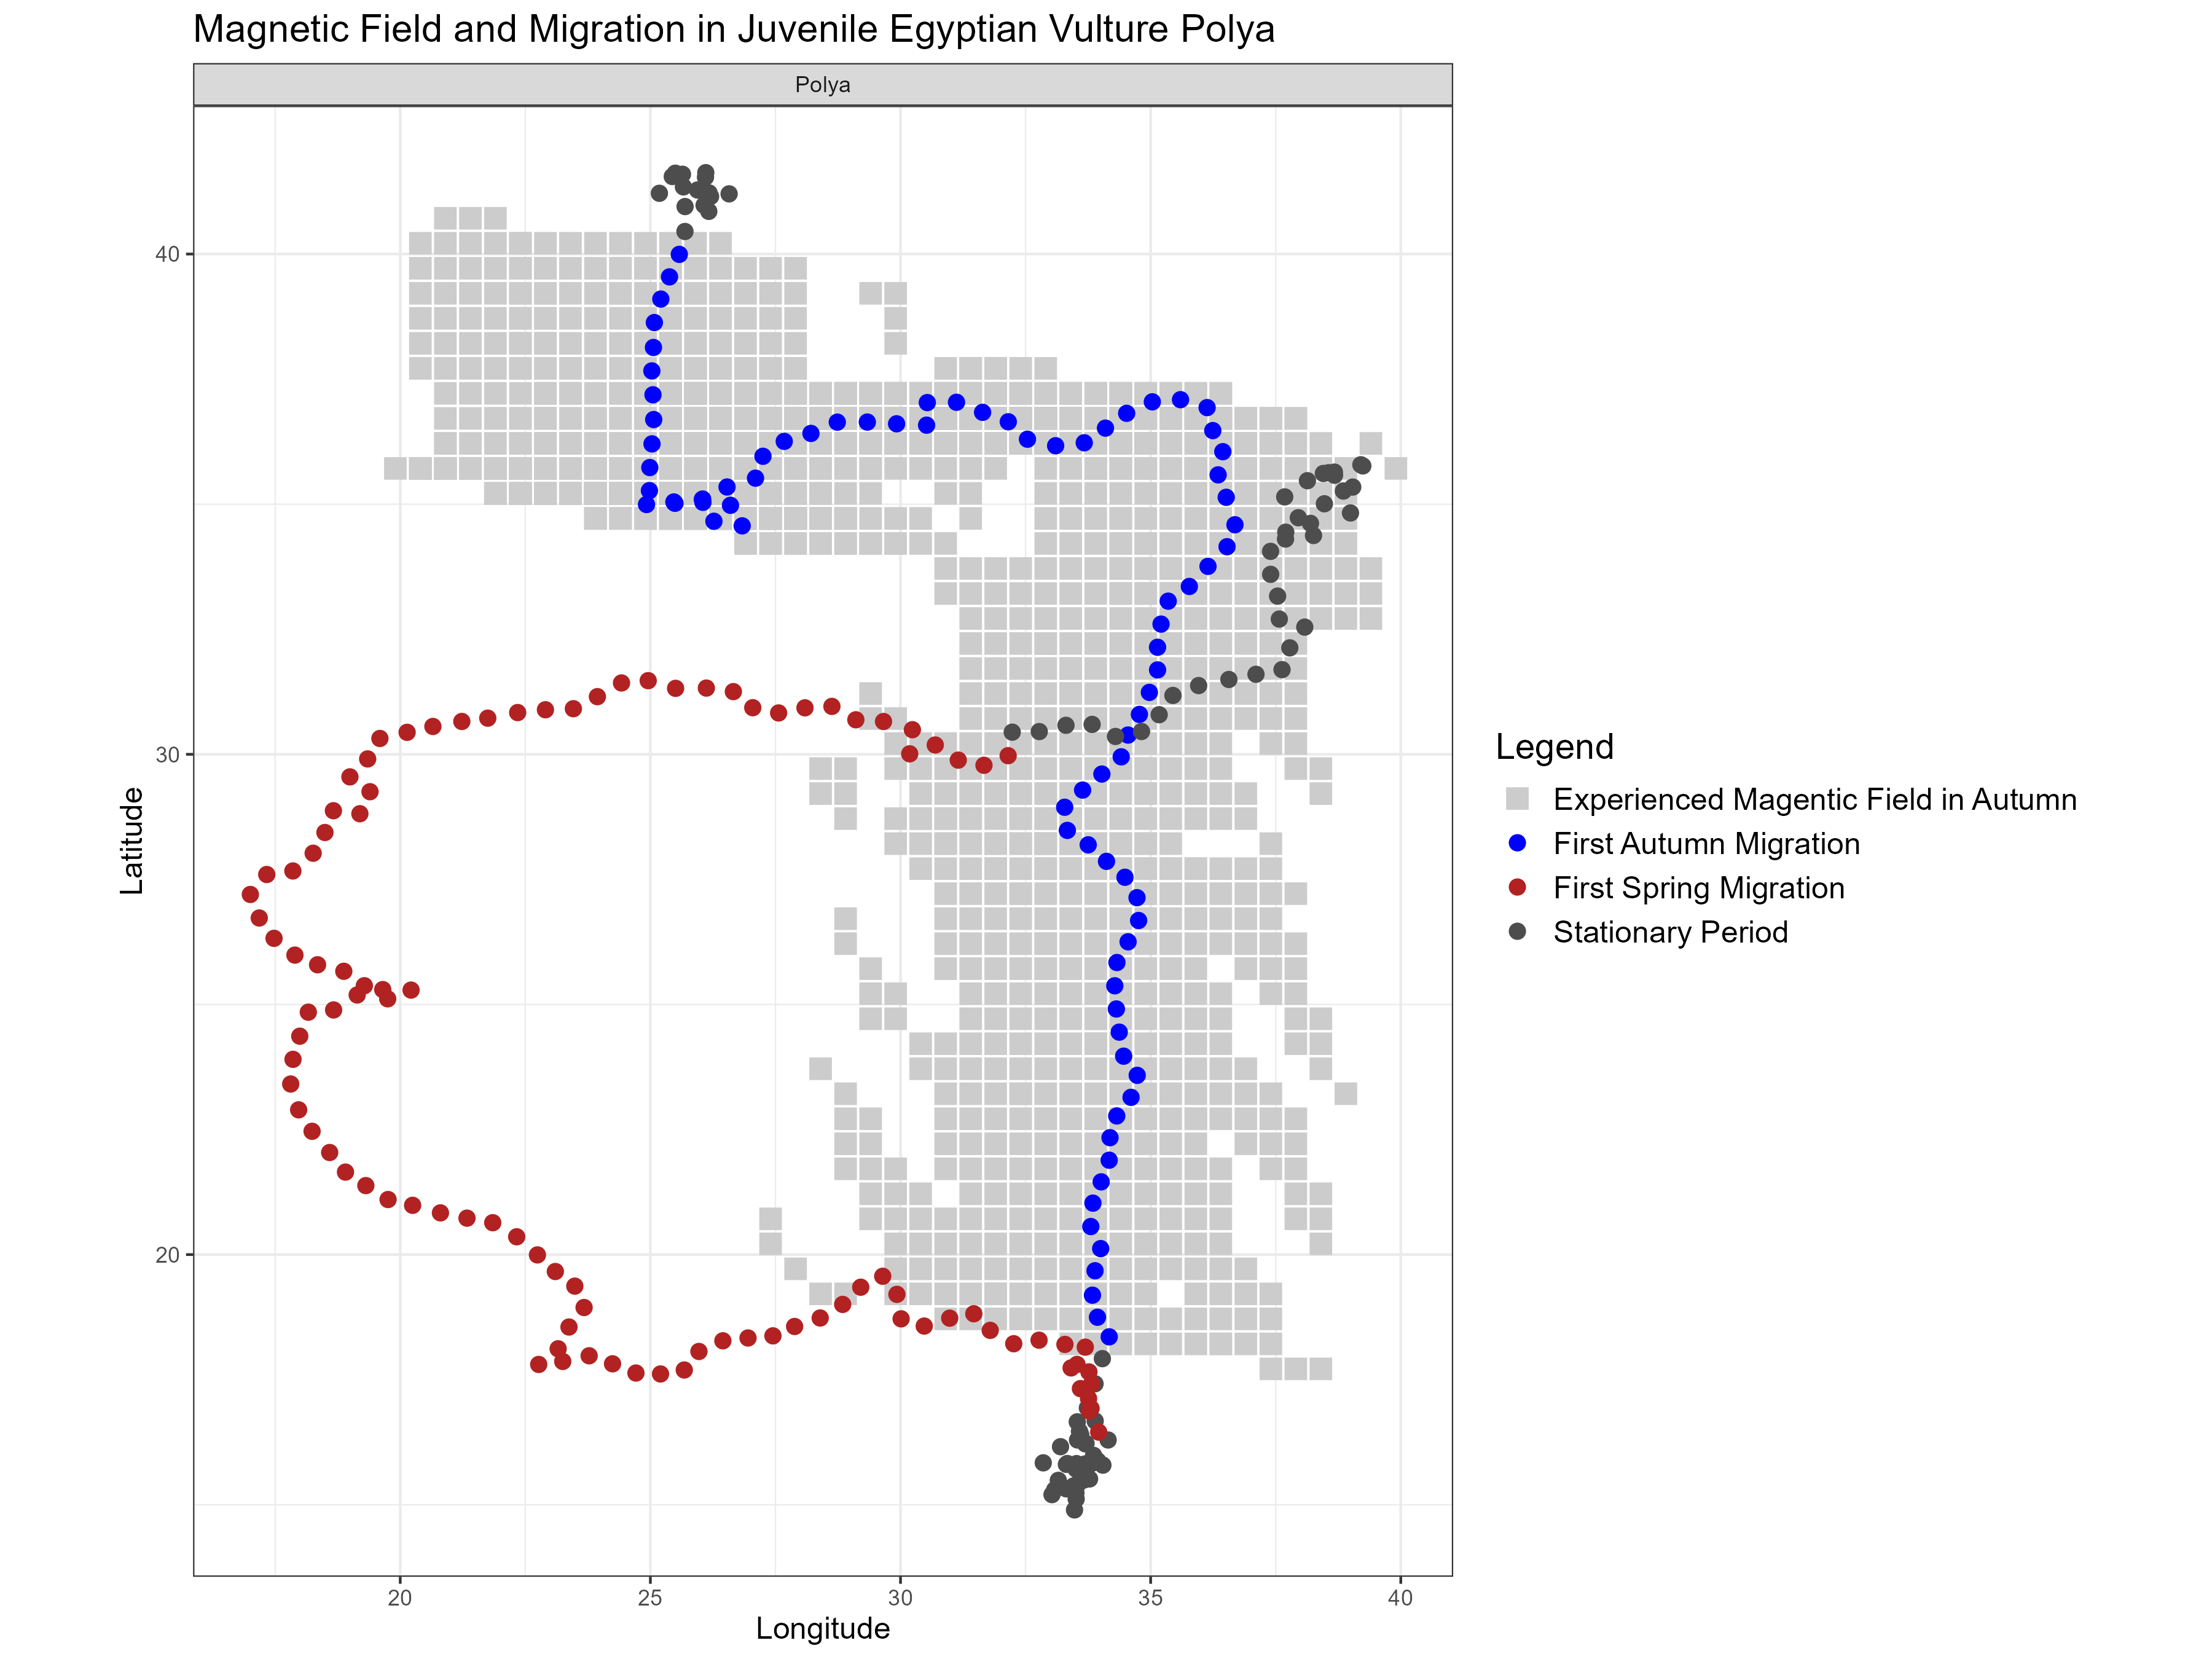 Magnetic Field and Migration in Juvenile Egyptian Vulture Polya
Polya
40
30
20
Latitude
20 25 30 35 40
Longitude
Legend
Experienced Magentic Field in Autumn
First Autumn Migration
First Spring Migration
Stationary Period